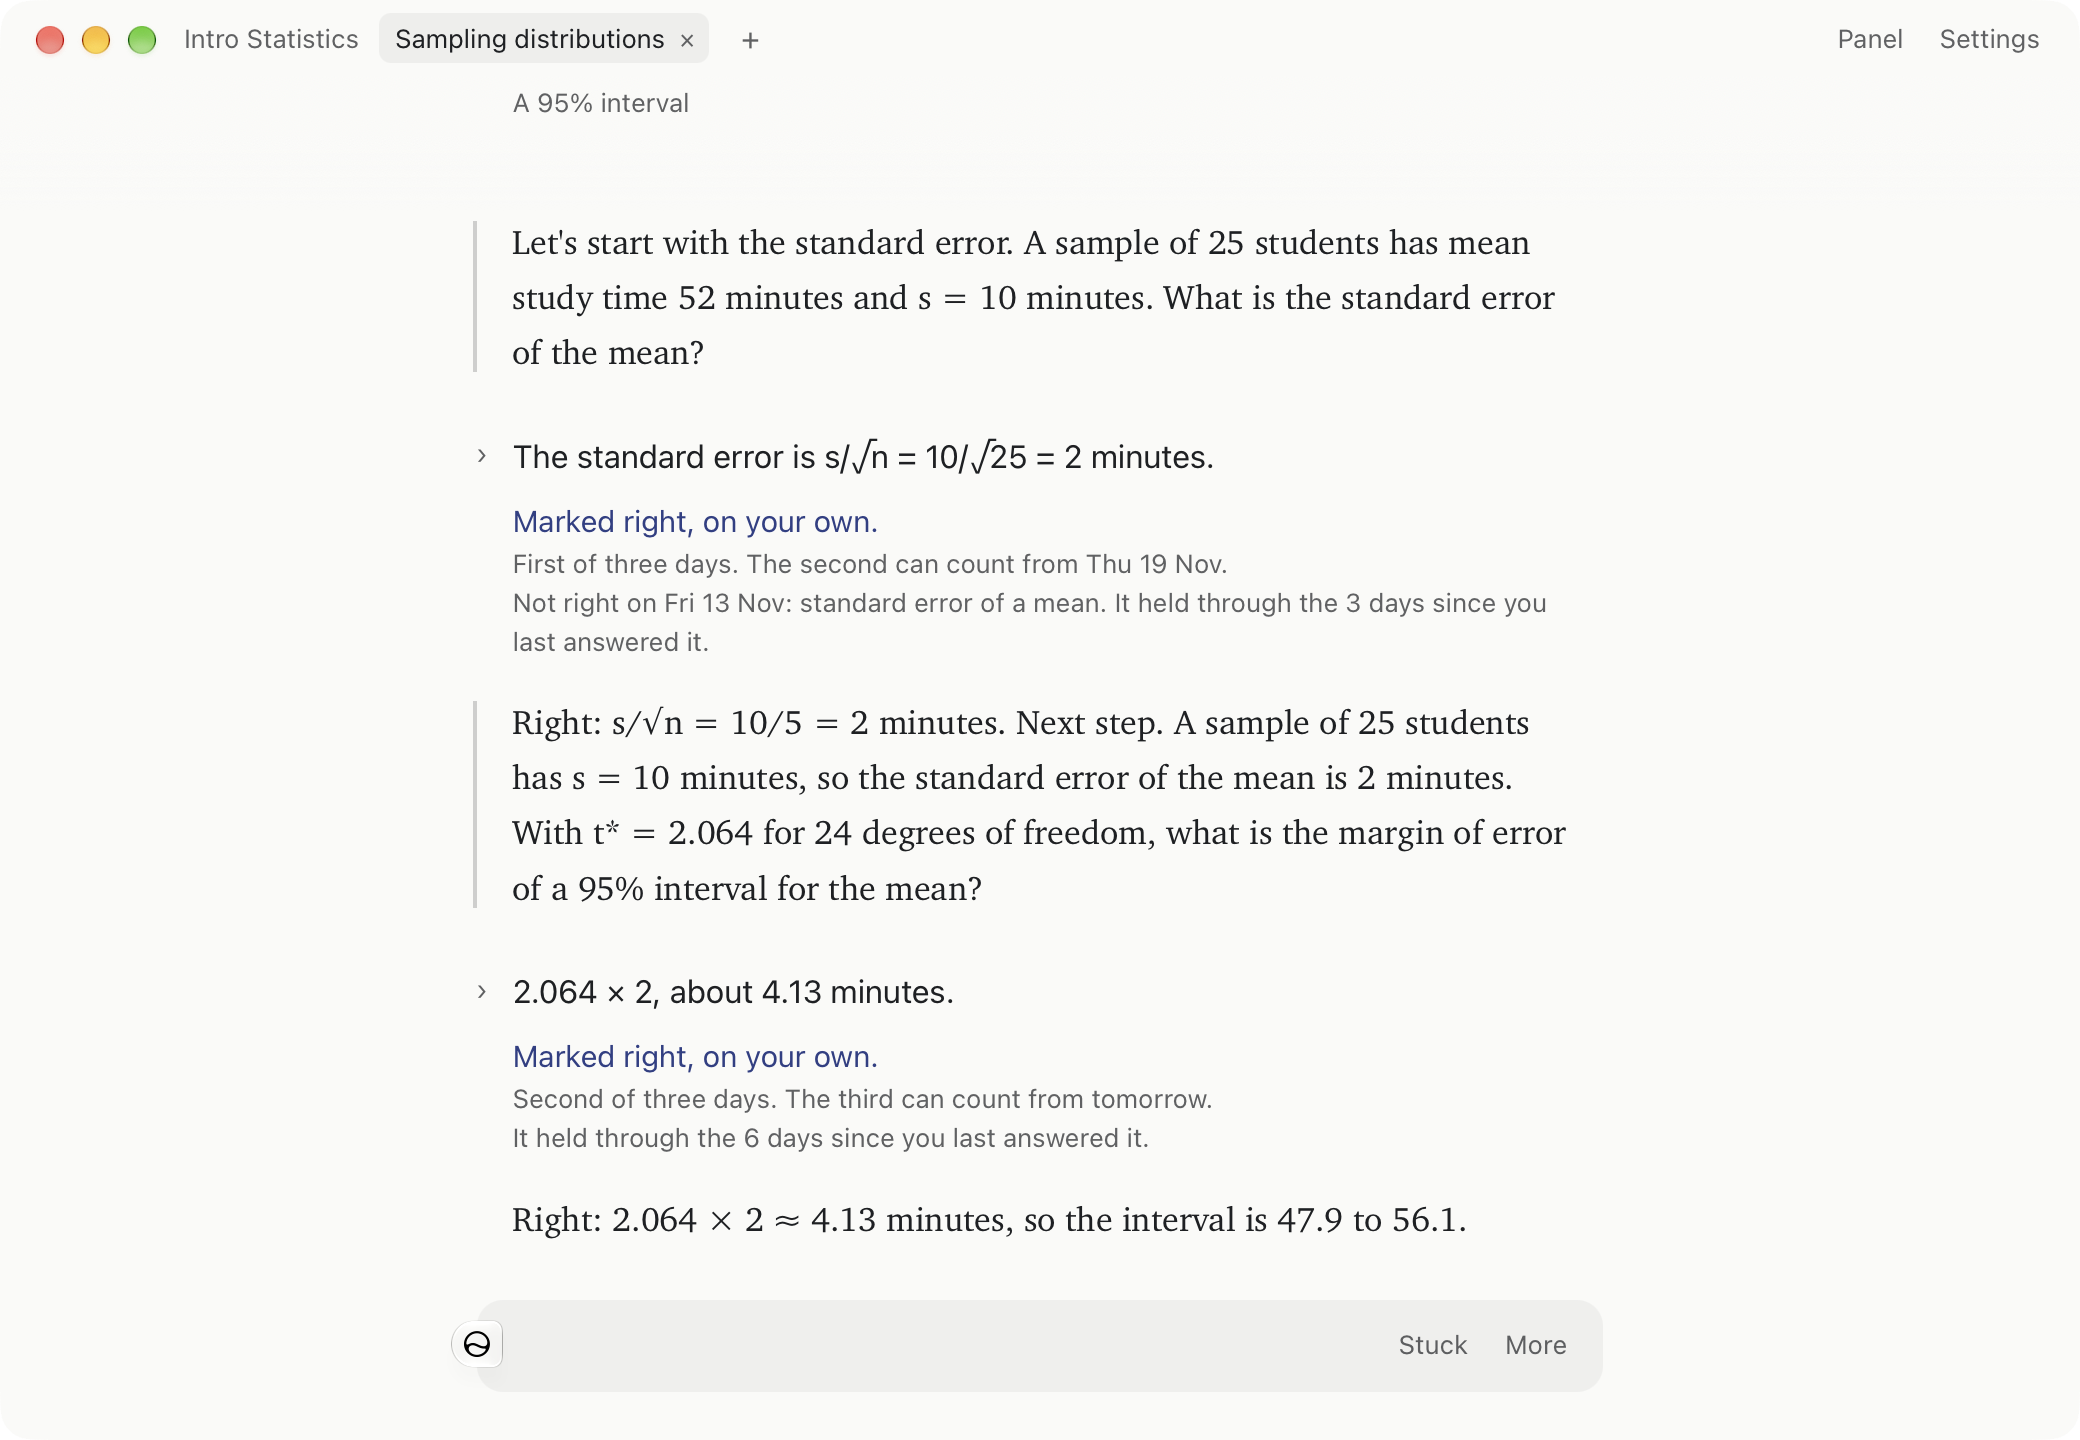 Intro Statistics
Sampling distributions ×
+
Panel
Settings
A 95% interval
Let's start with the standard error. A sample of 25 students has mean
study time 52 minutes and s = 10 minutes. What is the standard error
of the mean?
› The standard error is s/√n = 10/√25 = 2 minutes.
Marked right, on your own.
First of three days. The second can count from Thu 19 Nov.
Not right on Fri 13 Nov: standard error of a mean. It held through the 3 days since you
last answered it.
Right: s/√n = 10/5 = 2 minutes. Next step. A sample of 25 students
has s = 10 minutes, so the standard error of the mean is 2 minutes.
With t* = 2.064 for 24 degrees of freedom, what is the margin of error
of a 95% interval for the mean?
› 2.064 × 2, about 4.13 minutes.
Marked right, on your own.
Second of three days. The third can count from tomorrow.
It held through the 6 days since you last answered it.
Right: 2.064 × 2 ≈ 4.13 minutes, so the interval is 47.9 to 56.1.
Stuck
More